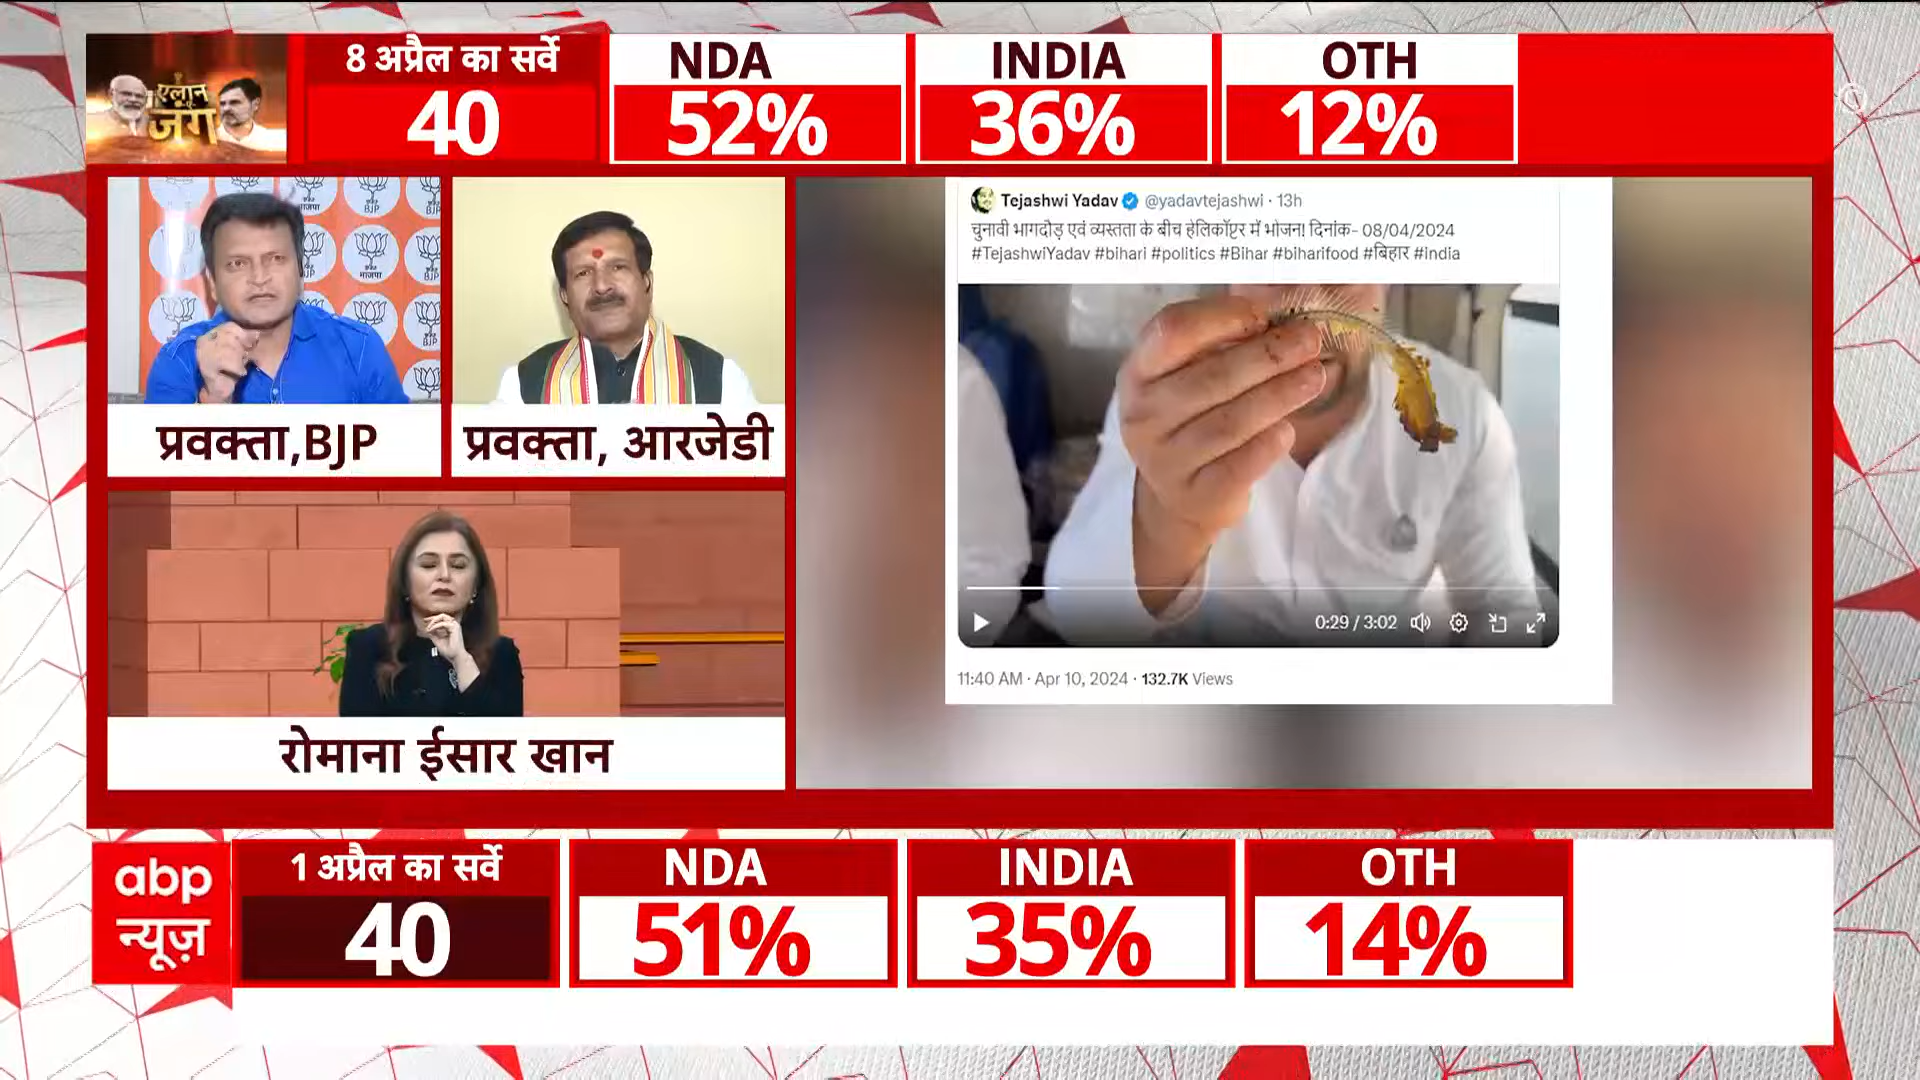 एलान
ए
जंग
8 अप्रैल का सर्वे
40
NDA
52%
INDIA
36%
OTH
12%
BJP
भाजपा
BJP
प्रवक्ता,BJP
प्रवक्ता, आरजेडी
रोमाना ईसार खान
Tejashwi Yadav @yadavtejashwi · 13h
चुनावी भागदौड़ एवं व्यस्तता के बीच हेलिकॉप्टर में भोजन! दिनांक- 08/04/2024
#TejashwiYadav #bihari #politics #Bihar #biharifood #बिहार #india
0:29 / 3:02
11:40 AM · Apr 10, 2024 · 132.7K Views
abp
न्यूज़
1 अप्रैल का सर्वे
40
NDA
51%
INDIA
35%
OTH
14%